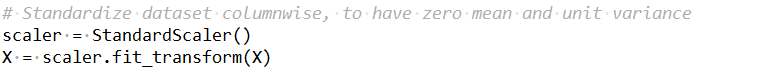 # Standardize dataset columnwise, to have zero mean and unit variance
scaler = StandardScaler()
X = scaler.fit_transform(X)